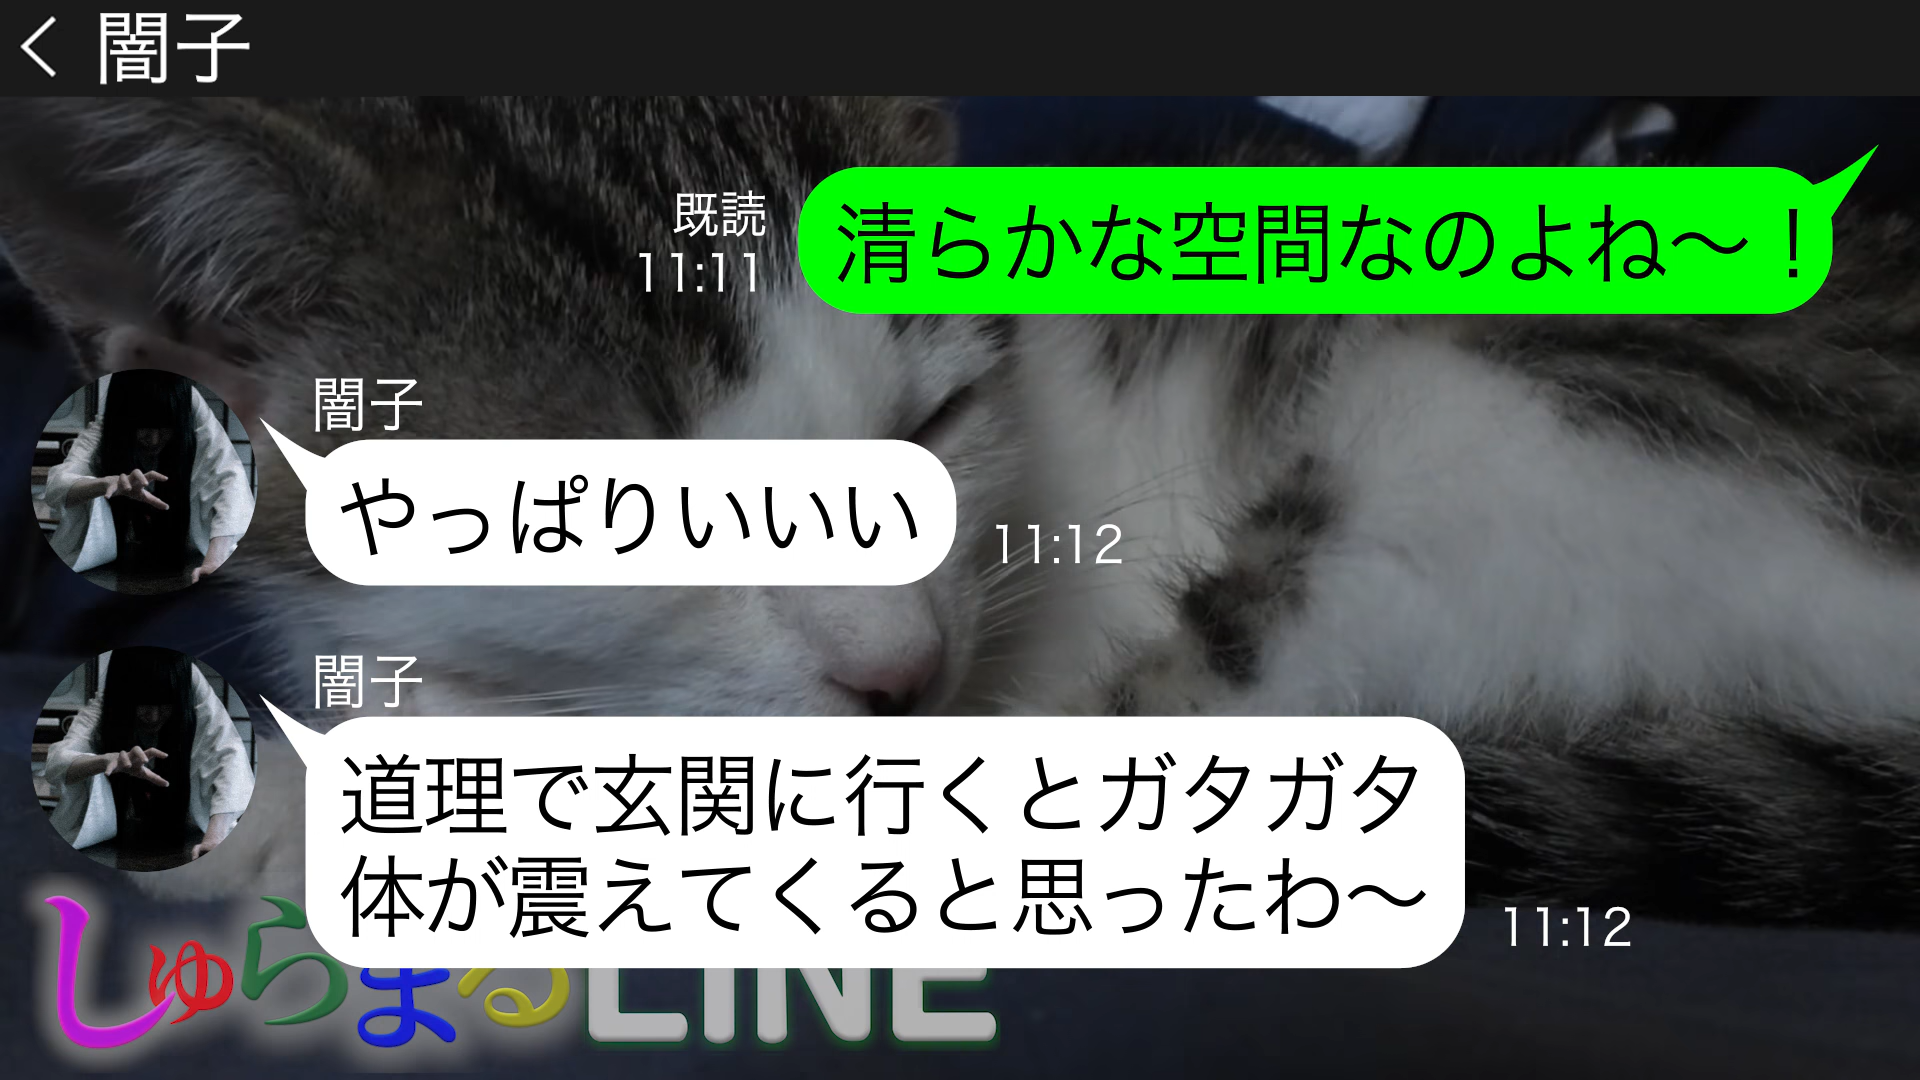 闇子
清らかな空間なのよね〜！
既読
11:11
闇子
やっぱりいいい
11:12
闇子
道理で玄関に行くとガタガタ
体が震えてくると思ったわ〜
11:12
しゅらまるLINE